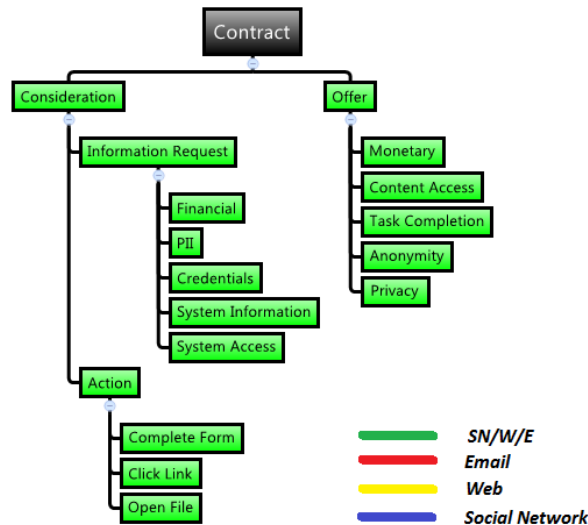 Contract
Consideration
Offer
Information Request
Monetary
Content Access
Financial
Task Completion
PII
Anonymity
Credentials
Privacy
System Information
System Access
Action
Complete Form
SN/W/E
Click Link
Email
Web
Open File
Social Network